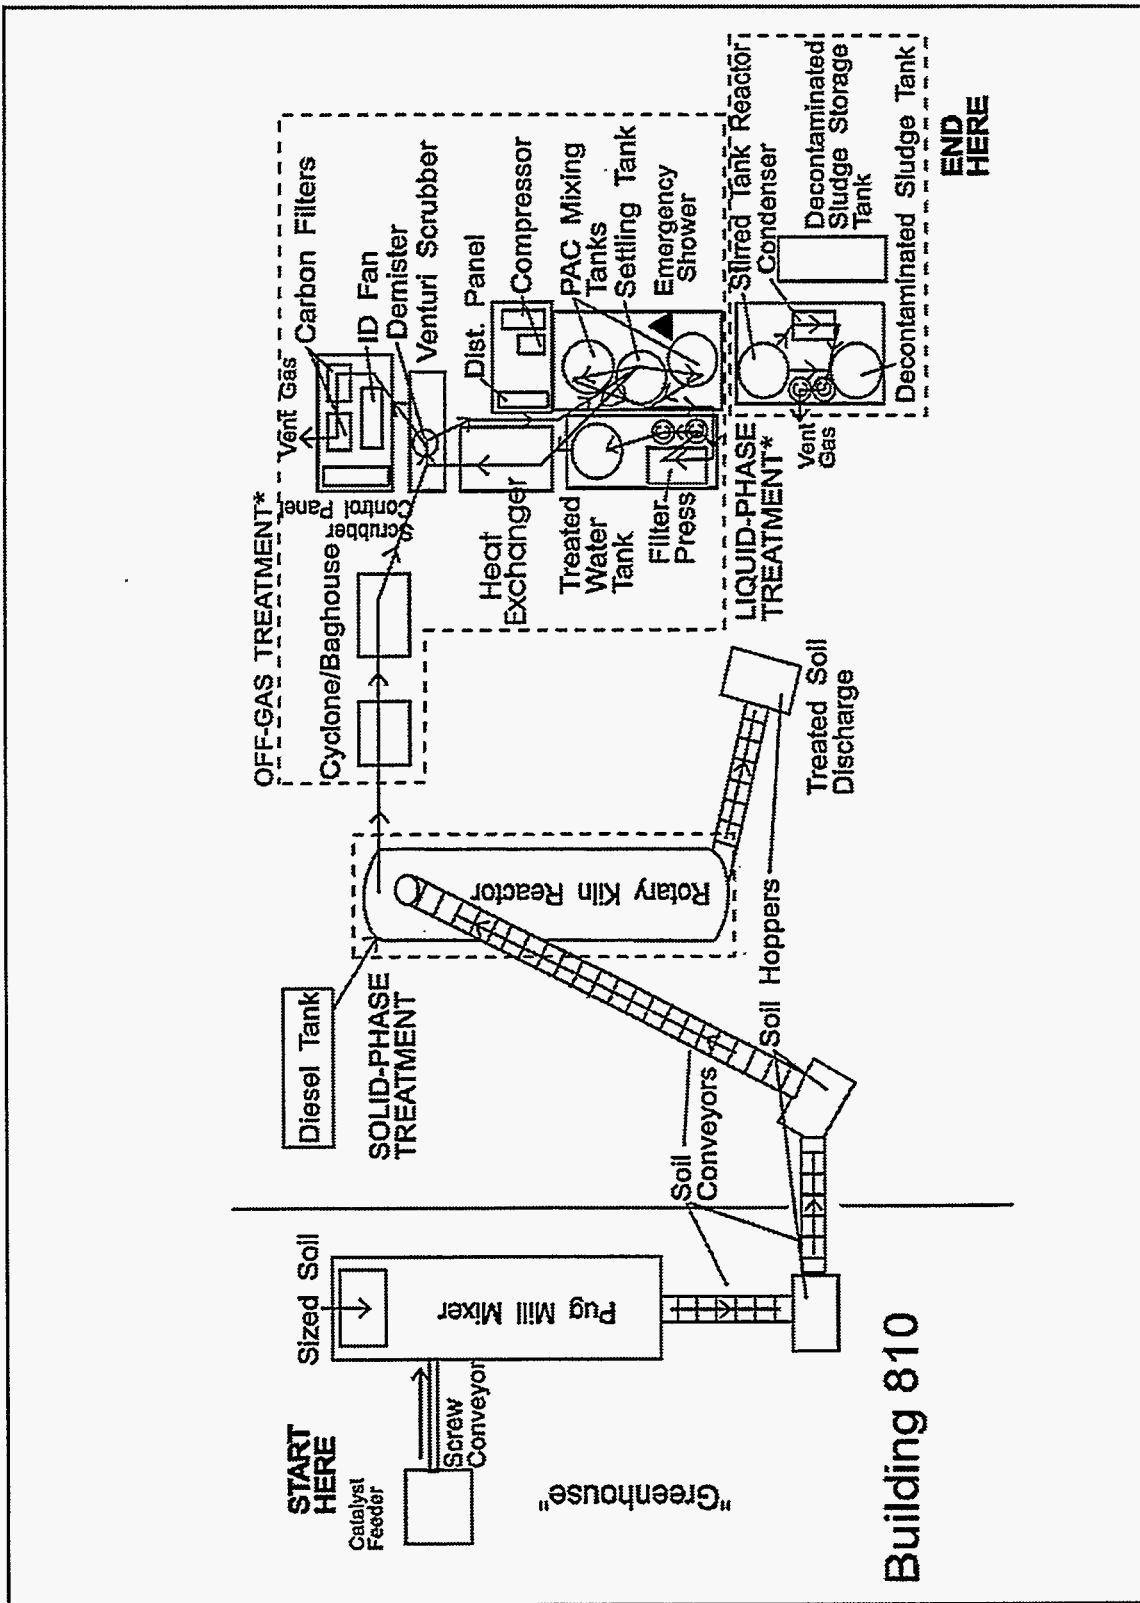 START
HERE
Catalyst
Feeder
Screw
Conveyor
Sized Soil
Pug Mill Mixer
"Greenhouse"
Building 810
Soil
Conveyors
Soil Hoppers
Diesel Tank
SOLID-PHASE
TREATMENT
Rotary Kiln Reactor
Treated Soil
Discharge
OFF-GAS TREATMENT*
Cyclone/Baghouse
Scrubber
Control Panel
Vent Gas
Carbon Filters
ID Fan
Demister
Venturi Scrubber
Heat
Exchanger
Dist. Panel
Compressor
Treated
Water
Tank
PAC Mixing
Tanks
Settling Tank
Filter
Press
Emergency
Shower
LIQUID-PHASE
TREATMENT*
Stirred Tank Reactor
Condenser
Vent
Gas
Decontaminated
Sludge Storage
Tank
Decontaminated Sludge Tank
END
HERE